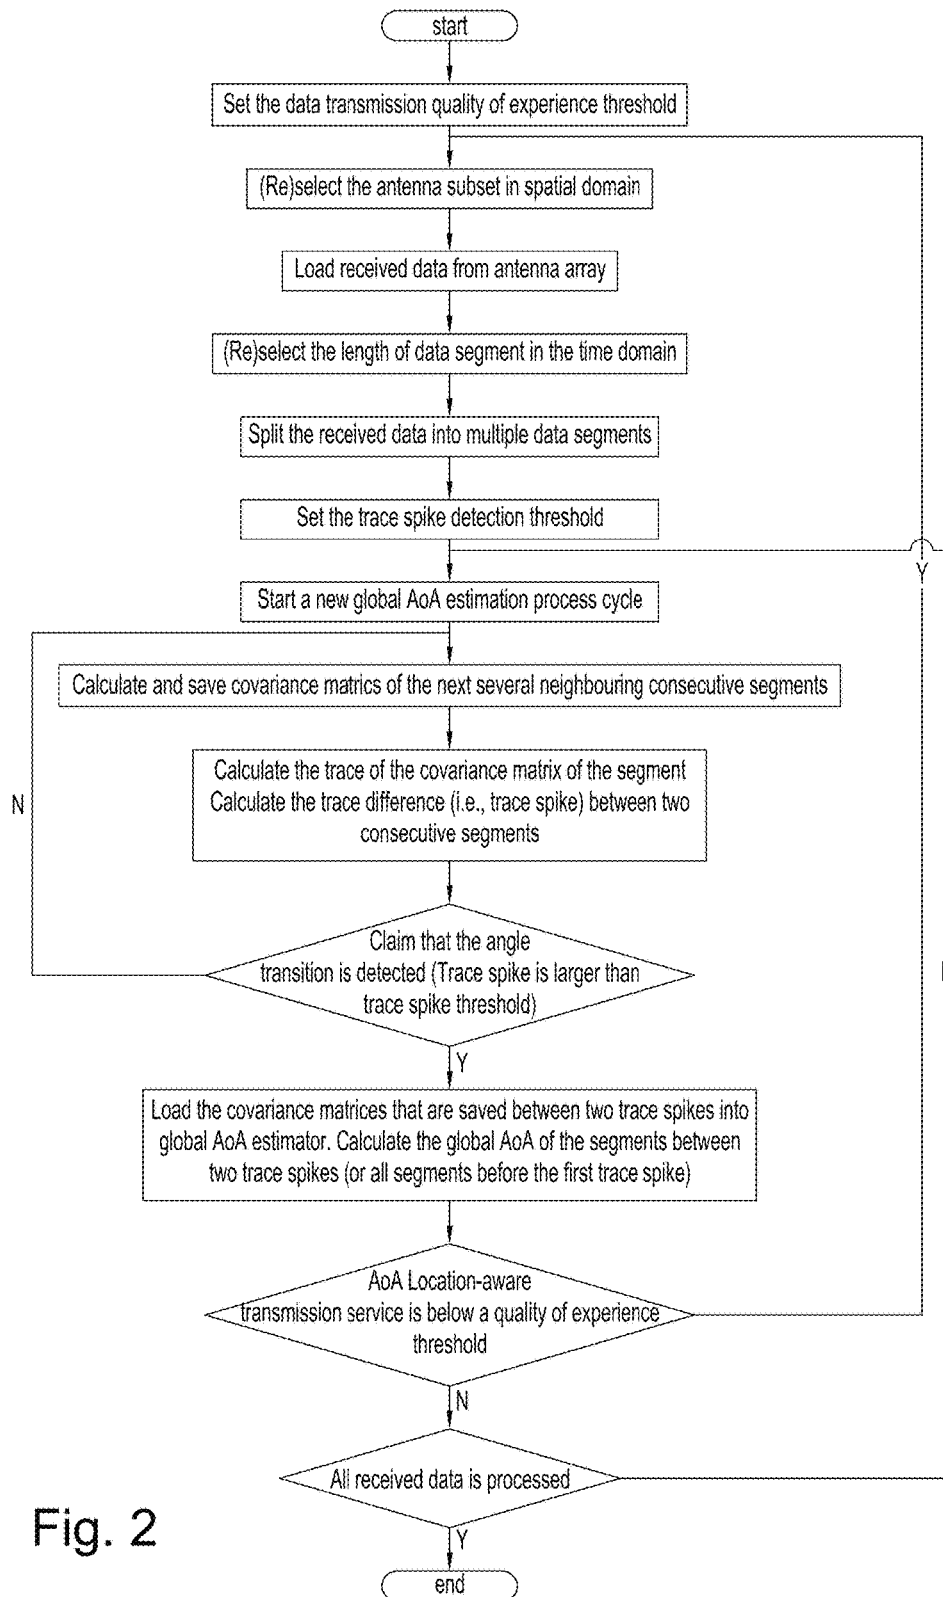 start
Set the data transmission quality of experience threshold
(Re)select the antenna subset in spatial domain
Load received data from antenna array
(Re)select the length of data segment in the time domain
Split the received data into multiple data segments
Set the trace spike detection threshold
Y
Start a new global AoA estimation process cycle
Calculate and save covariance matrics of the next several neighbouring consecutive segments
Calculate the trace of the covariance matrix of the segment
Calculate the trace difference (i.e., trace spike) between two
consecutive segments
N
Claim that the angle
transition is detected (Trace spike is larger than
trace spike threshold)
Y
Load the covariance matrices that are saved between two trace spikes into
global AoA estimator. Calculate the global AoA of the segments between
two trace spikes (or all segments before the first trace spike)
AoA Location-aware
transmission service is below a quality of experience
threshold
N
All received data is processed
Y
end
Fig. 2